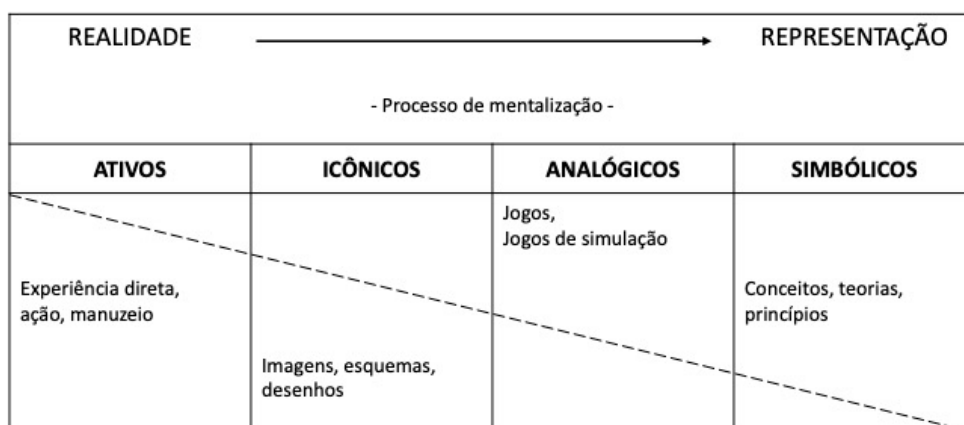 REALIDADE REPRESENTAÇÃO
- Processo de mentalização -
ATIVOS ICÔNICOS ANALÓGICOS SIMBÓLICOS
Experiência direta,
ação, manuzeio
Imagens, esquemas,
desenhos
Jogos,
Jogos de simulação
Conceitos, teorias,
princípios